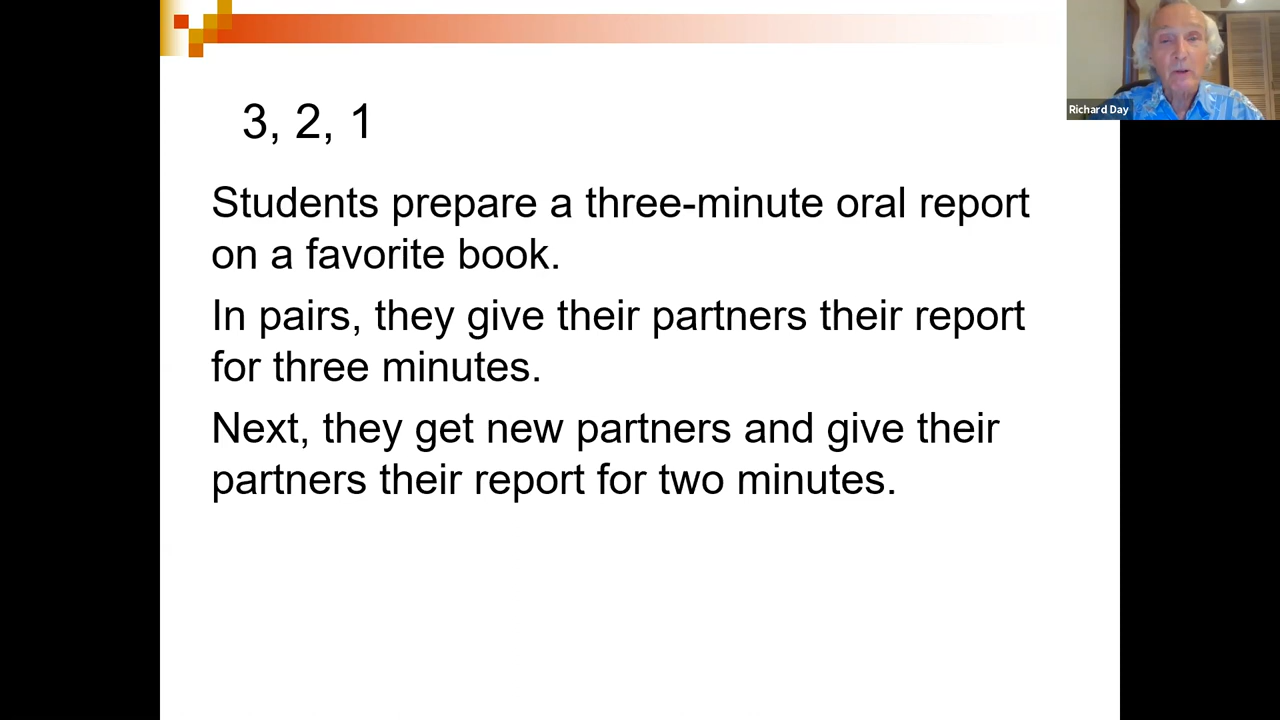 Richard Day
3, 2, 1
Students prepare a three-minute oral report
on a favorite book.
In pairs, they give their partners their report
for three minutes.
Next, they get new partners and give their
partners their report for two minutes.